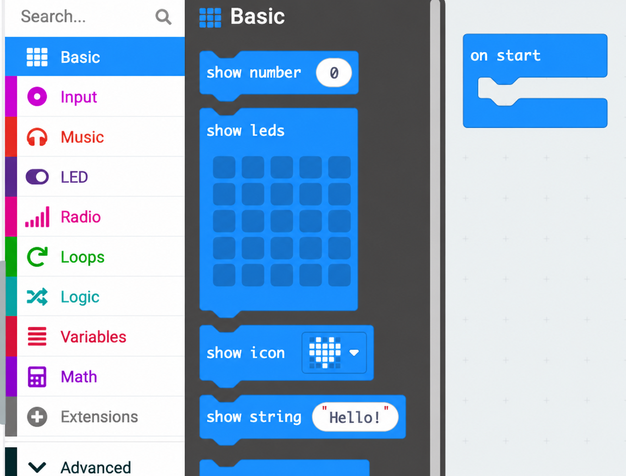 Search...
Basic
Input
Music
LED
Radio
Loops
Logic
Variables
Math
Extensions
Advanced
Basic
show number 0
show leds
show icon
show string "Hello!"
on start